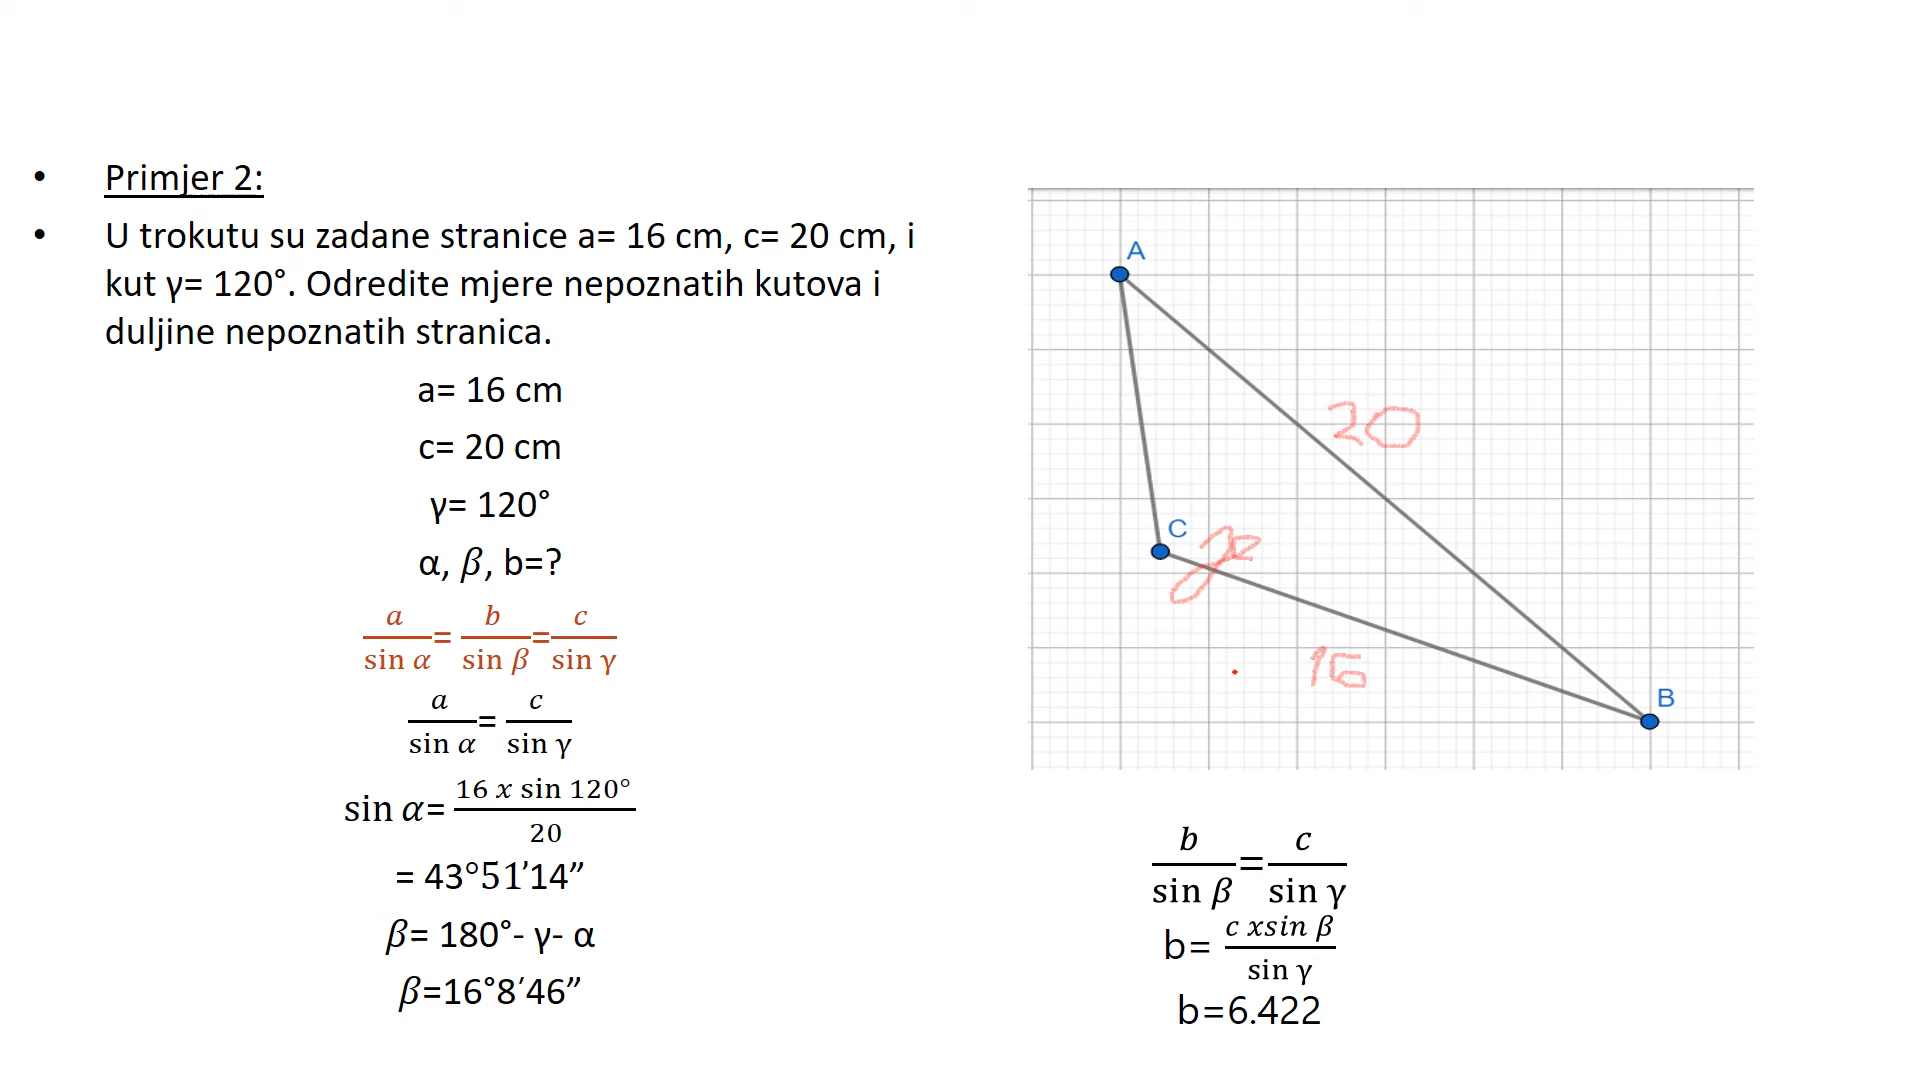 • Primjer 2:
• U trokutu su zadane stranice a= 16 cm, c= 20 cm, i
kut γ= 120°. Odredite mjere nepoznatih kutova i
duljine nepoznatih stranica.
a= 16 cm
c= 20 cm
γ= 120°
α, β, b=?
a/sin α= b/sin β=c/sin γ
a/sin α= c/sin γ
sin α= 16 x sin 120°/20
= 43°51’14”
β= 180°- γ- α
β=16°8′46”
A
20
C
γ
16
B
b/sin β=c/sin γ
b= c xsin β/sin γ
b=6.422